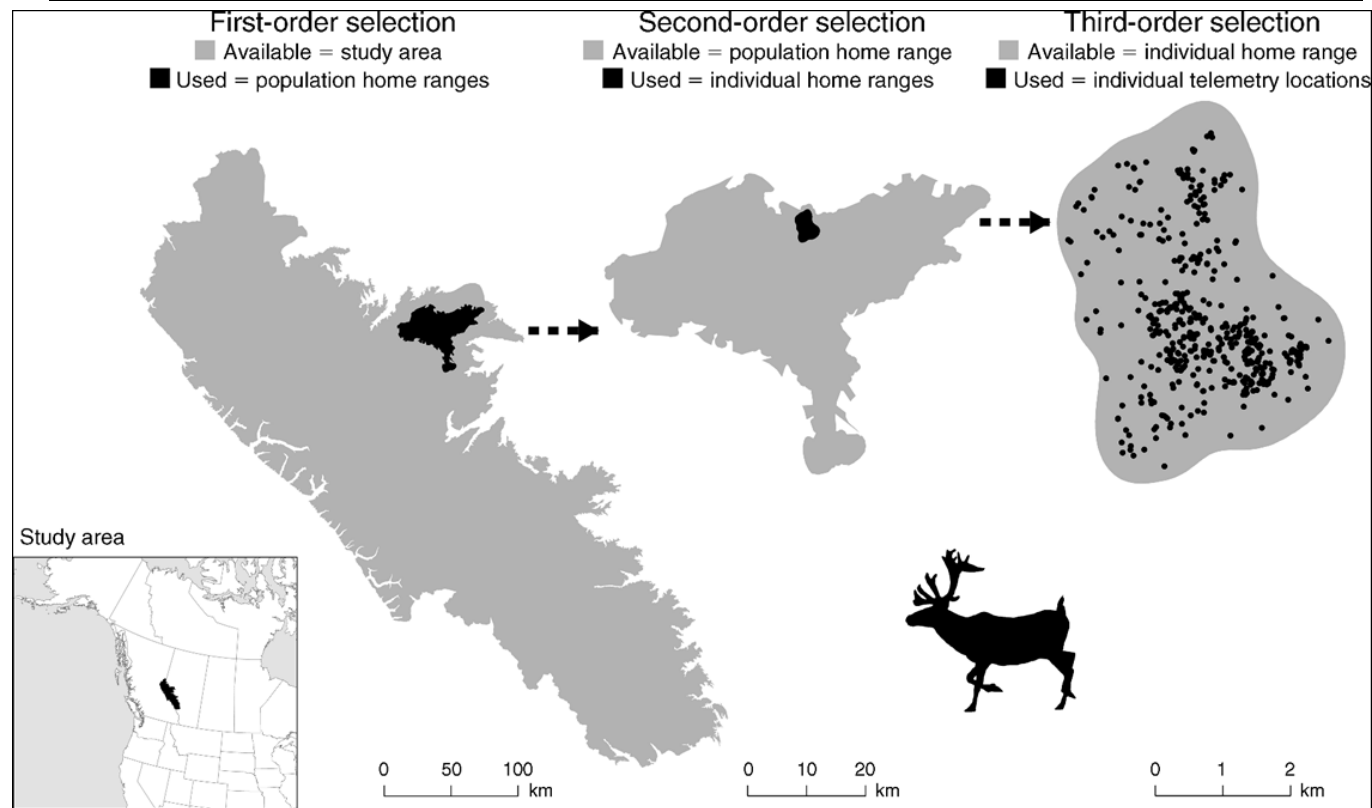 First-order selection
Available = study area
Used = population home ranges
Second-order selection
Available = population home range
Used = individual home ranges
Third-order selection
Available = individual home range
Used = individual telemetry locations
Study area
0 50 100
km
0 10 20
km
0 1 2
km